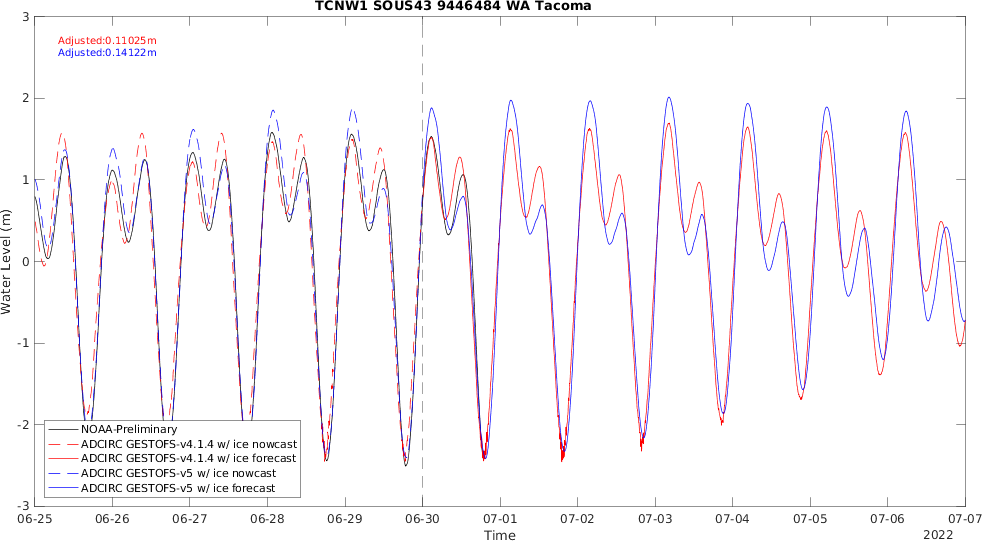 TCNW1 SOUS43 9446484 WA Tacoma
Adjusted:0.11025m
Adjusted:0.14122m
Water Level (m)
3
2
1
0
-1
-2
-3
NOAA-Preliminary
ADCIRC GESTOFS-v4.1.4 w/ ice nowcast
ADCIRC GESTOFS-v4.1.4 w/ ice forecast
ADCIRC GESTOFS-v5 w/ ice nowcast
ADCIRC GESTOFS-v5 w/ ice forecast
06-25 06-26 06-27 06-28 06-29 06-30 07-01 07-02 07-03 07-04 07-05 07-06 07-07
Time
2022